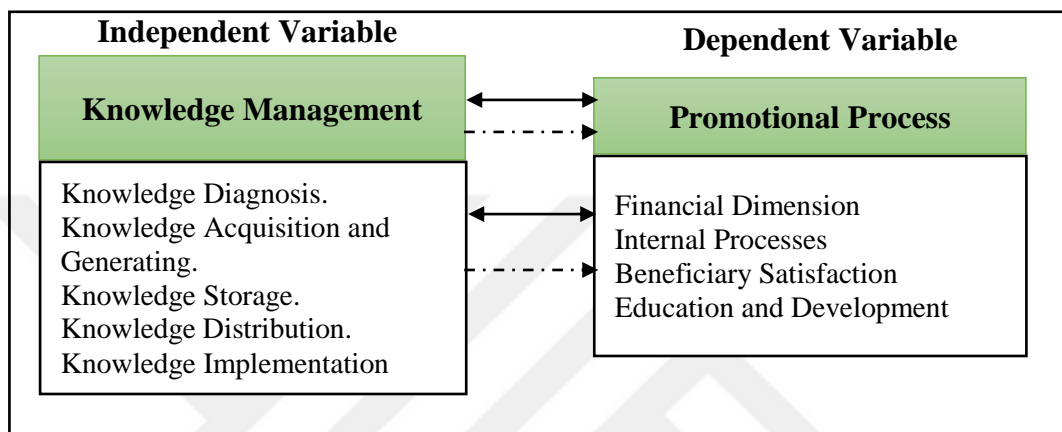 Independent Variable
Dependent Variable
Knowledge Management
Promotional Process
Knowledge Diagnosis.
Knowledge Acquisition and
Generating.
Knowledge Storage.
Knowledge Distribution.
Knowledge Implementation
Financial Dimension
Internal Processes
Beneficiary Satisfaction
Education and Development